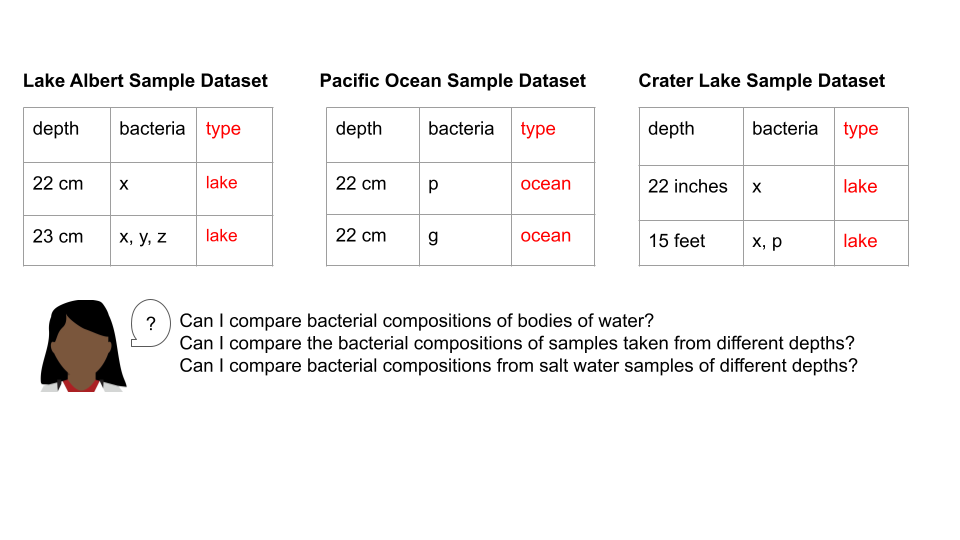 Lake Albert Sample Dataset
depth bacteria type
22 cm x lake
23 cm x, y, z lake
Pacific Ocean Sample Dataset
depth bacteria type
22 cm p ocean
22 cm g ocean
Crater Lake Sample Dataset
depth bacteria type
22 inches x lake
15 feet x, p lake
?
Can I compare bacterial compositions of bodies of water?
Can I compare the bacterial compositions of samples taken from different depths?
Can I compare bacterial compositions from salt water samples of different depths?